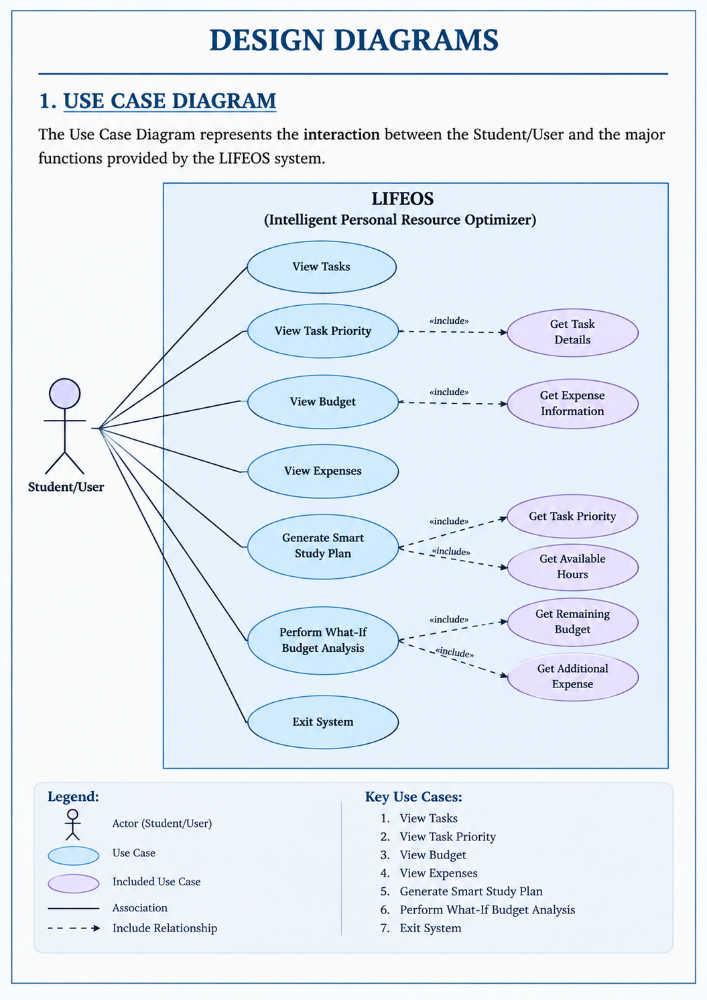 DESIGN DIAGRAMS
1. USE CASE DIAGRAM
The Use Case Diagram represents the interaction between the Student/User and the major
functions provided by the LIFEOS system.
LIFEOS
(Intelligent Personal Resource Optimizer)
View Tasks
View Task Priority
«include»
Get Task
Details
View Budget
«include»
Get Expense
Information
Student/User
View Expenses
Generate Smart
Study Plan
«include»
Get Task Priority
«include»
Get Available
Hours
Perform What-If
Budget Analysis
«include»
Get Remaining
Budget
«include»
Get Additional
Expense
Exit System
Legend:
Actor (Student/User)
Use Case
Included Use Case
Association
Include Relationship
Key Use Cases:
1. View Tasks
2. View Task Priority
3. View Budget
4. View Expenses
5. Generate Smart Study Plan
6. Perform What-If Budget Analysis
7. Exit System